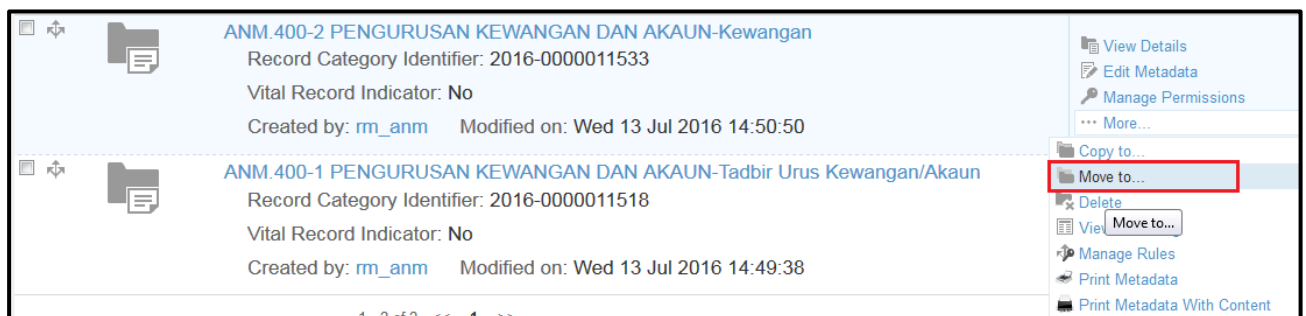 ANM.400-2 PENGURUSAN KEWANGAN DAN AKAUN-Kewangan
Record Category Identifier: 2016-0000011533
Vital Record Indicator: No
Created by: rm_anm Modified on: Wed 13 Jul 2016 14:50:50
View Details
Edit Metadata
Manage Permissions
... More...
ANM.400-1 PENGURUSAN KEWANGAN DAN AKAUN-Tadbir Urus Kewangan/Akaun
Record Category Identifier: 2016-0000011518
Vital Record Indicator: No
Created by: rm_anm Modified on: Wed 13 Jul 2016 14:49:38
Copy to...
Move to...
Delete
Move to...
Manage Rules
Print Metadata
Print Metadata With Content